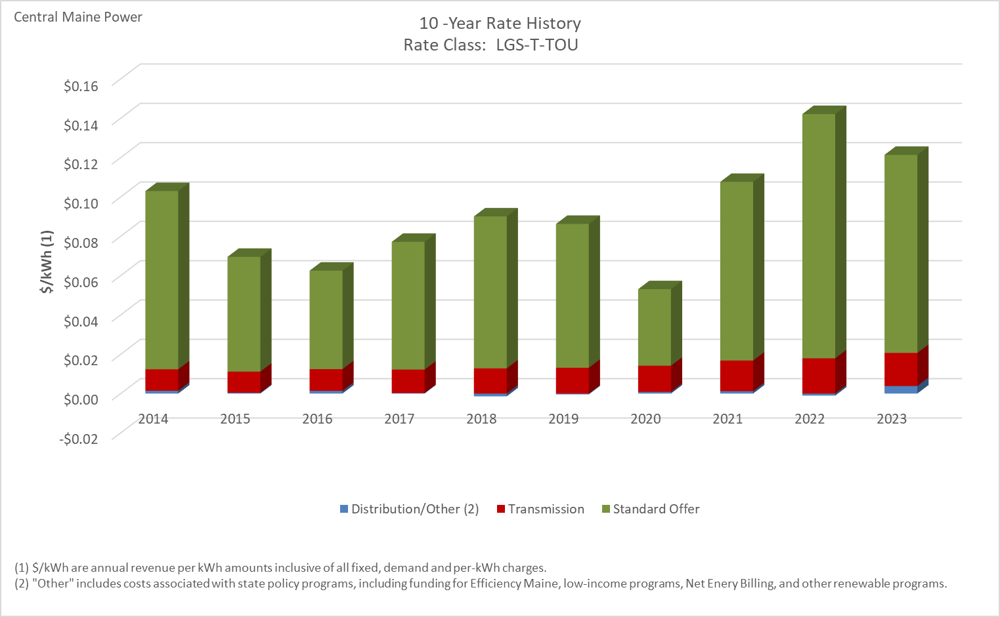 Central Maine Power
10 -Year Rate History
Rate Class:  LGS-T-TOU
$0.16
$0.14
$0.12
$0.10
$0.08
$0.06
$0.04
$0.02
$0.00
-$0.02
$/kWh (1)
2014 2015 2016 2017 2018 2019 2020 2021 2022 2023
Distribution/Other (2) Transmission Standard Offer
(1) $/kWh are annual revenue per kWh amounts inclusive of all fixed, demand and per-kWh charges.
(2) "Other" includes costs associated with state policy programs, including funding for Efficiency Maine, low-income programs, Net Enery Billing, and other renewable programs.